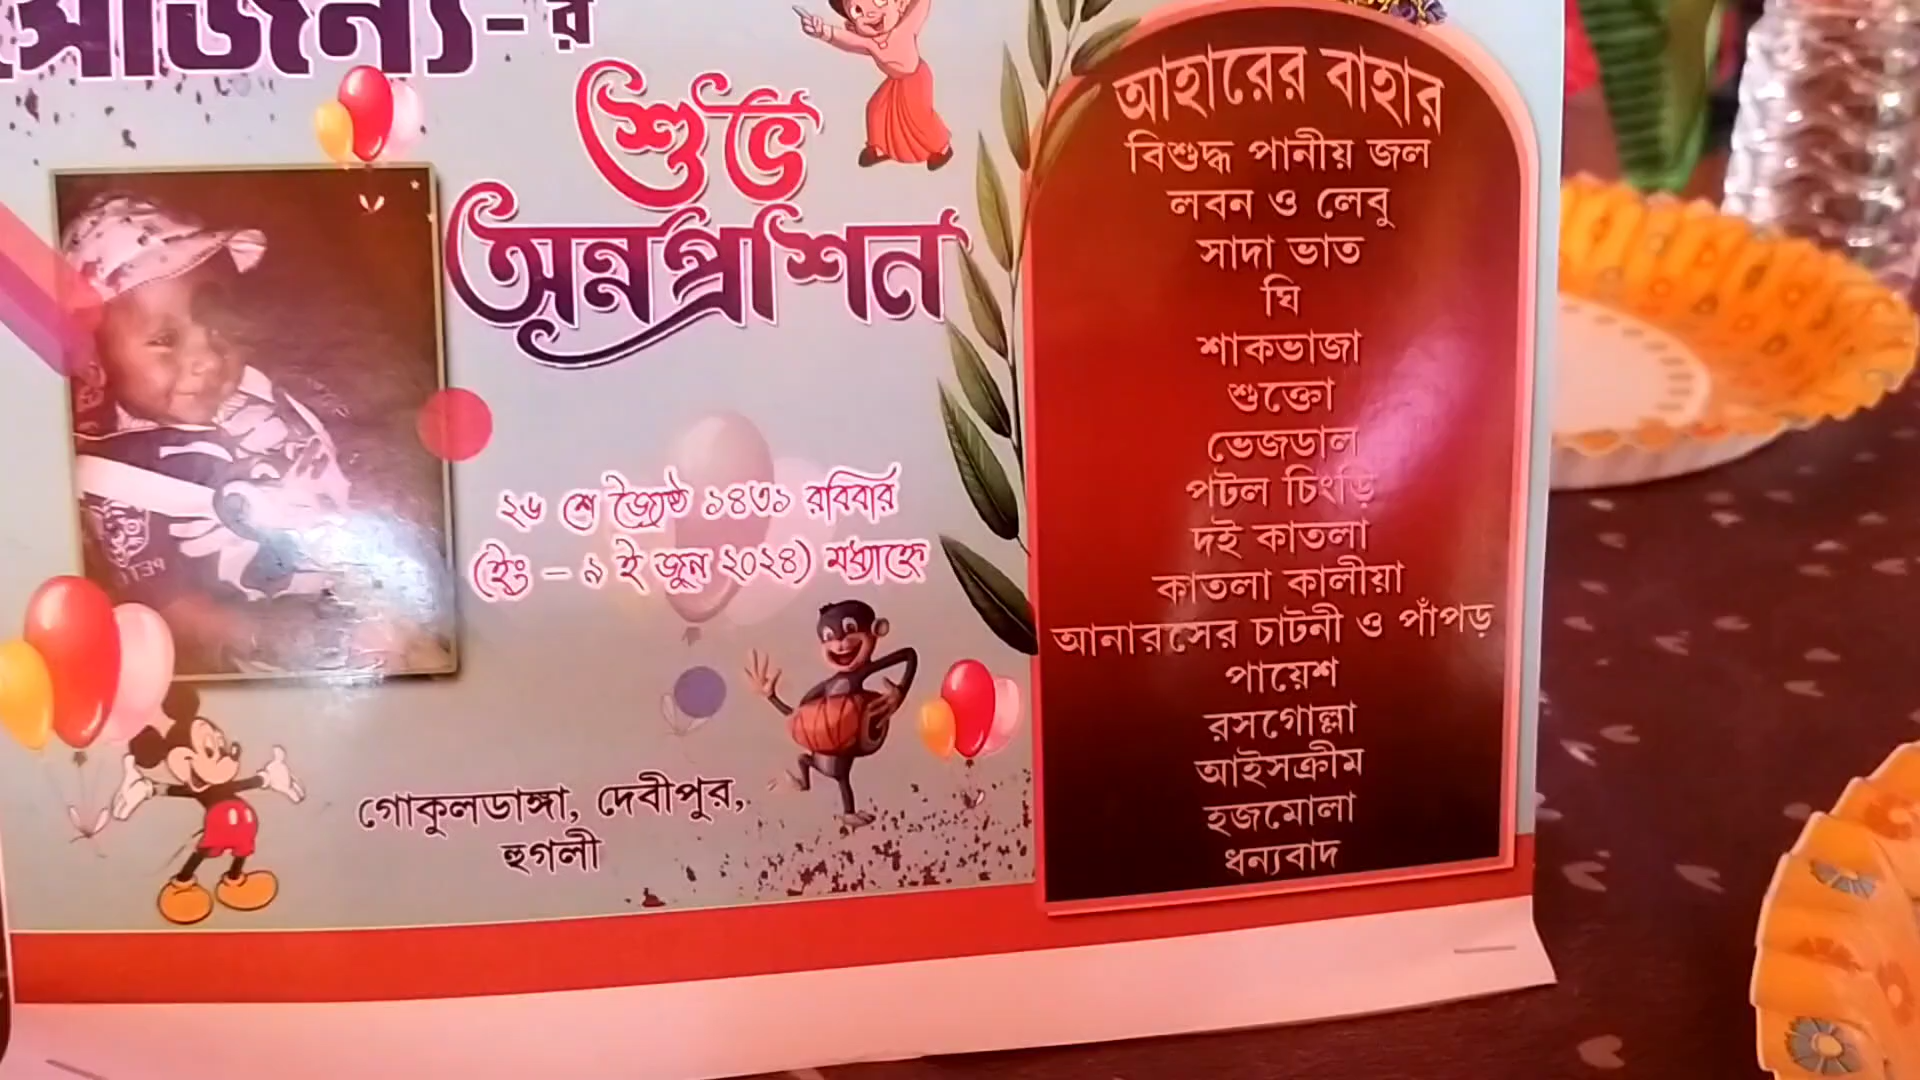 সৌজন্য-র
শুভ
অন্নপ্রাশন
২৬ শে জ্যৈষ্ঠ ১৪৩১ রবিবার
(ইং – ৯ ই জুন ২০২৪) মধ্যাহ্নে
গোকুলডাঙ্গা, দেবীপুর,
হুগলী
আহারের বাহার
বিশুদ্ধ পানীয় জল
লবন ও লেবু
সাদা ভাত
ঘি
শাকভাজা
শুক্তো
ভেজডাল
পটল চিংড়ি
দই কাতলা
কাতলা কালীয়া
আনারসের চাটনী ও পাঁপড়
পায়েশ
রসগোল্লা
আইসক্রীম
হজমোলা
ধন্যবাদ